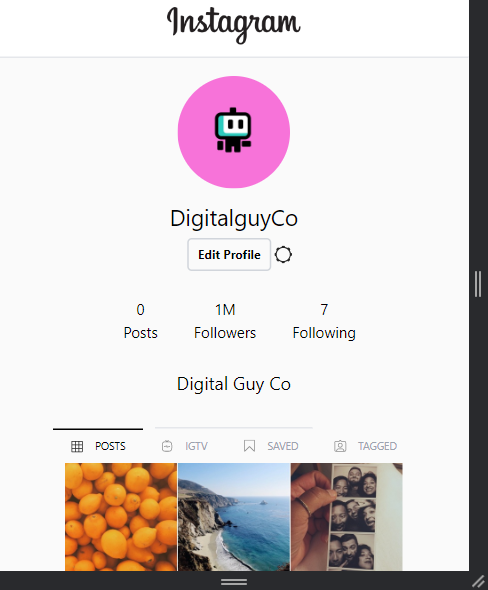 Instagram
DigitalguyCo
Edit Profile
0 1M 7
Posts Followers Following
Digital Guy Co
POSTS IGTV SAVED TAGGED